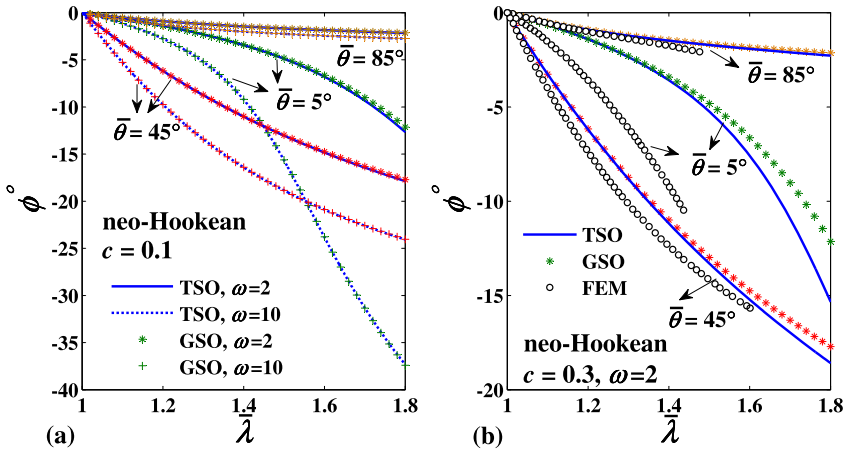 0
-5
-10
-15
-20
-25
-30
-35
-40
ϕ°
1
1.2
1.4
1.6
1.8
λ̄
(a)
θ̄ = 85°
θ̄ = 5°
θ̄ = 45°
neo-Hookean
c = 0.1
TSO, ω=2
TSO, ω=10
GSO, ω=2
GSO, ω=10
0
-5
-10
-15
-20
ϕ°
1
1.2
1.4
1.6
1.8
λ̄
(b)
θ̄ = 85°
θ̄ = 5°
TSO
GSO
FEM
θ̄ = 45°
neo-Hookean
c = 0.3, ω=2